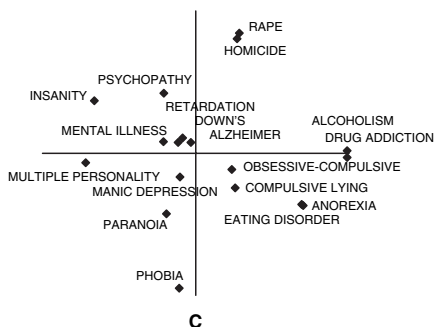 RAPE
HOMICIDE
PSYCHOPATHY
INSANITY
RETARDATION
DOWN'S
ALCOHOLISM
MENTAL ILLNESS
ALZHEIMER
DRUG ADDICTION
OBSESSIVE-COMPULSIVE
MULTIPLE PERSONALITY
MANIC DEPRESSION
COMPULSIVE LYING
ANOREXIA
PARANOIA
EATING DISORDER
PHOBIA
C